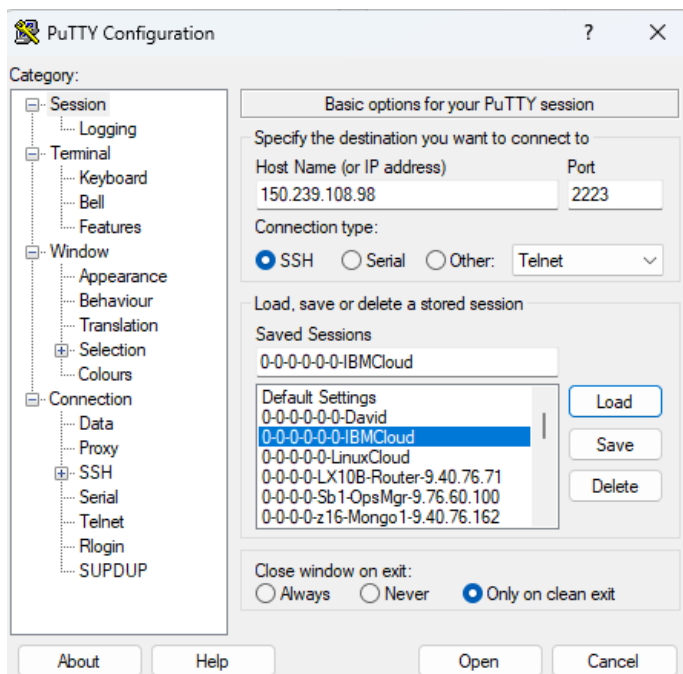 PuTTY Configuration
?
Category:
Session
Logging
Terminal
Keyboard
Bell
Features
Window
Appearance
Behaviour
Translation
Selection
Colours
Connection
Data
Proxy
SSH
Serial
Telnet
Rlogin
SUPDUP
Basic options for your PuTTY session
Specify the destination you want to connect to
Host Name (or IP address) Port
150.239.108.98 2223
Connection type:
SSH Serial Other: Telnet
Load, save or delete a stored session
Saved Sessions
0-0-0-0-0-0-IBMCloud
Default Settings
0-0-0-0-0-0-David
0-0-0-0-0-0-IBMCloud
0-0-0-0-0-LinuxCloud
0-0-0-0-LX10B-Router-9.40.76.71
0-0-0-0-Sb1-OpsMgr-9.76.60.100
0-0-0-0-z16-Mongo1-9.40.76.162
Load
Save
Delete
Close window on exit:
Always Never Only on clean exit
About Help Open Cancel